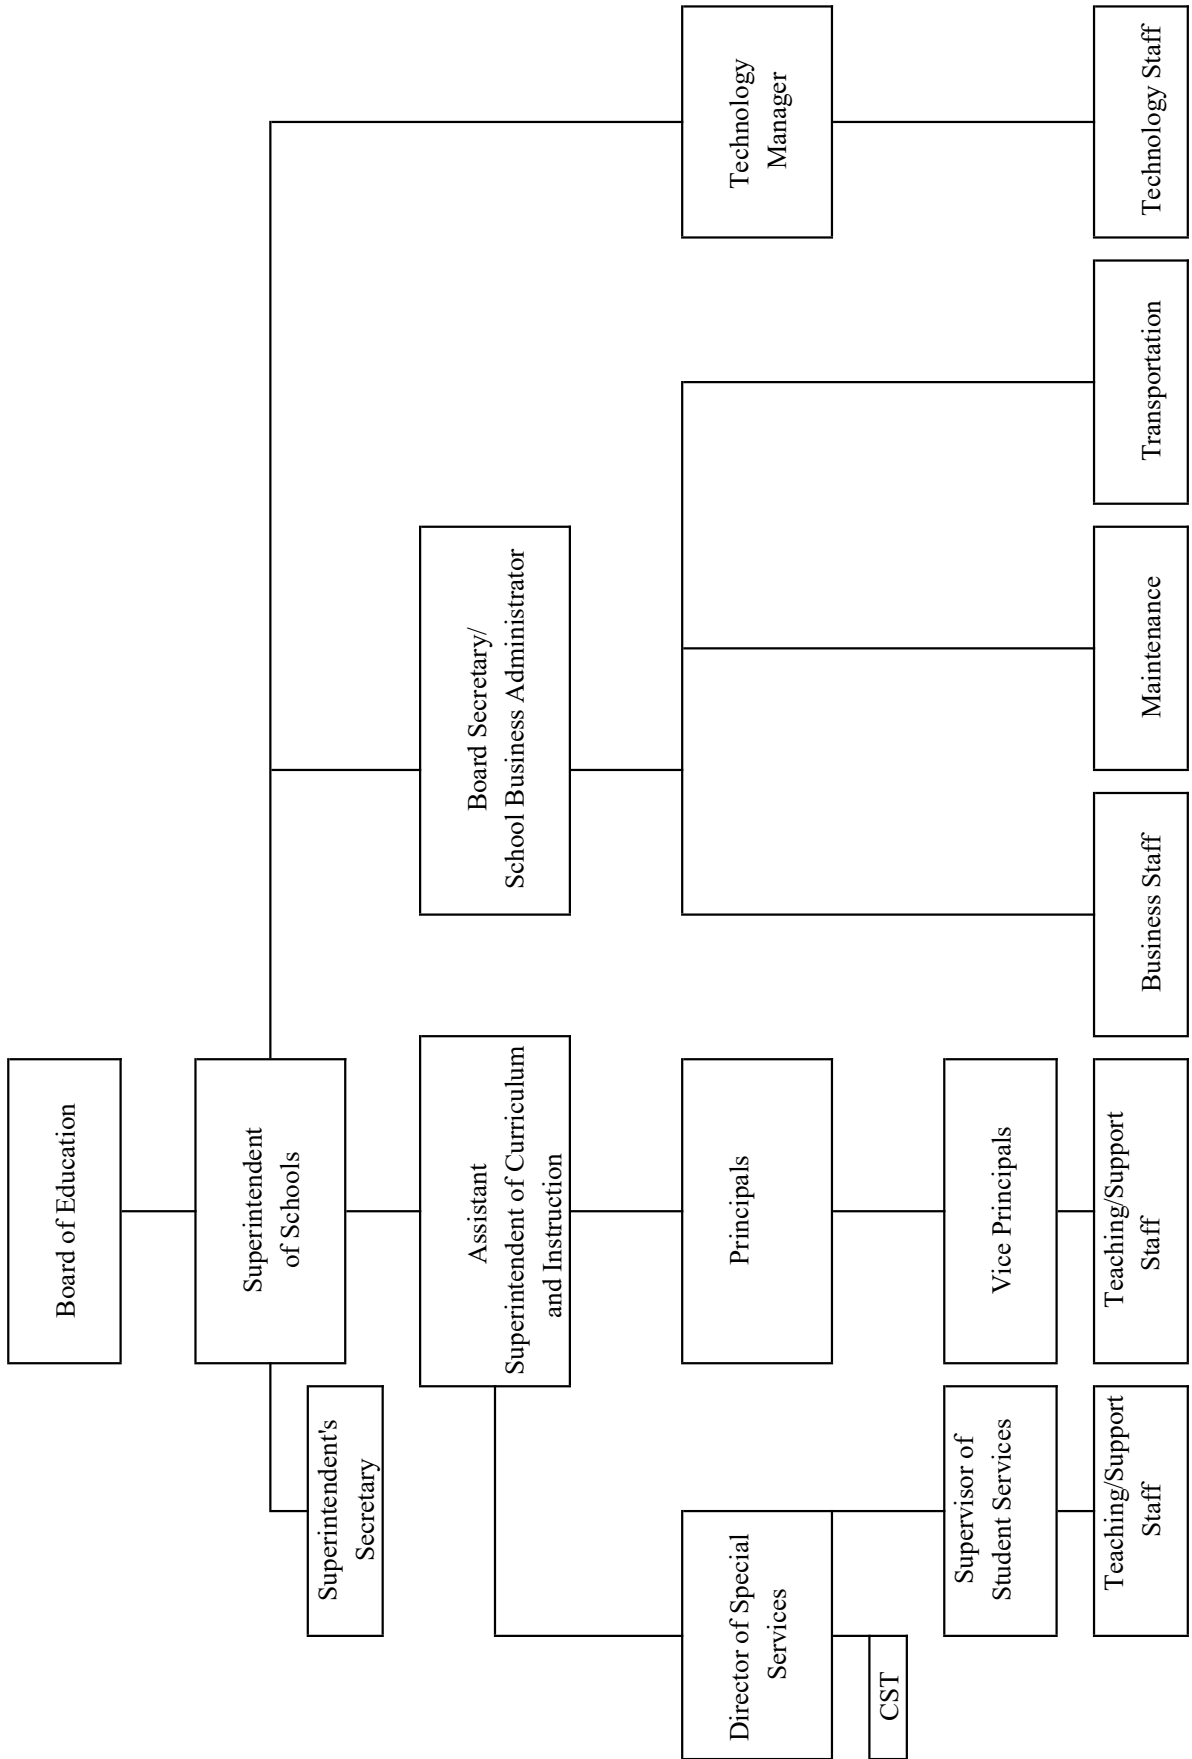 Board of Education
Superintendent
of Schools
Superintendent's
Secretary
Assistant
Superintendent of Curriculum
and Instruction
Board Secretary/
School Business Administrator
Director of Special
Services
Principals
Technology
Manager
CST
Supervisor of
Student Services
Vice Principals
Teaching/Support
Staff
Teaching/Support
Staff
Business Staff
Maintenance
Transportation
Technology Staff